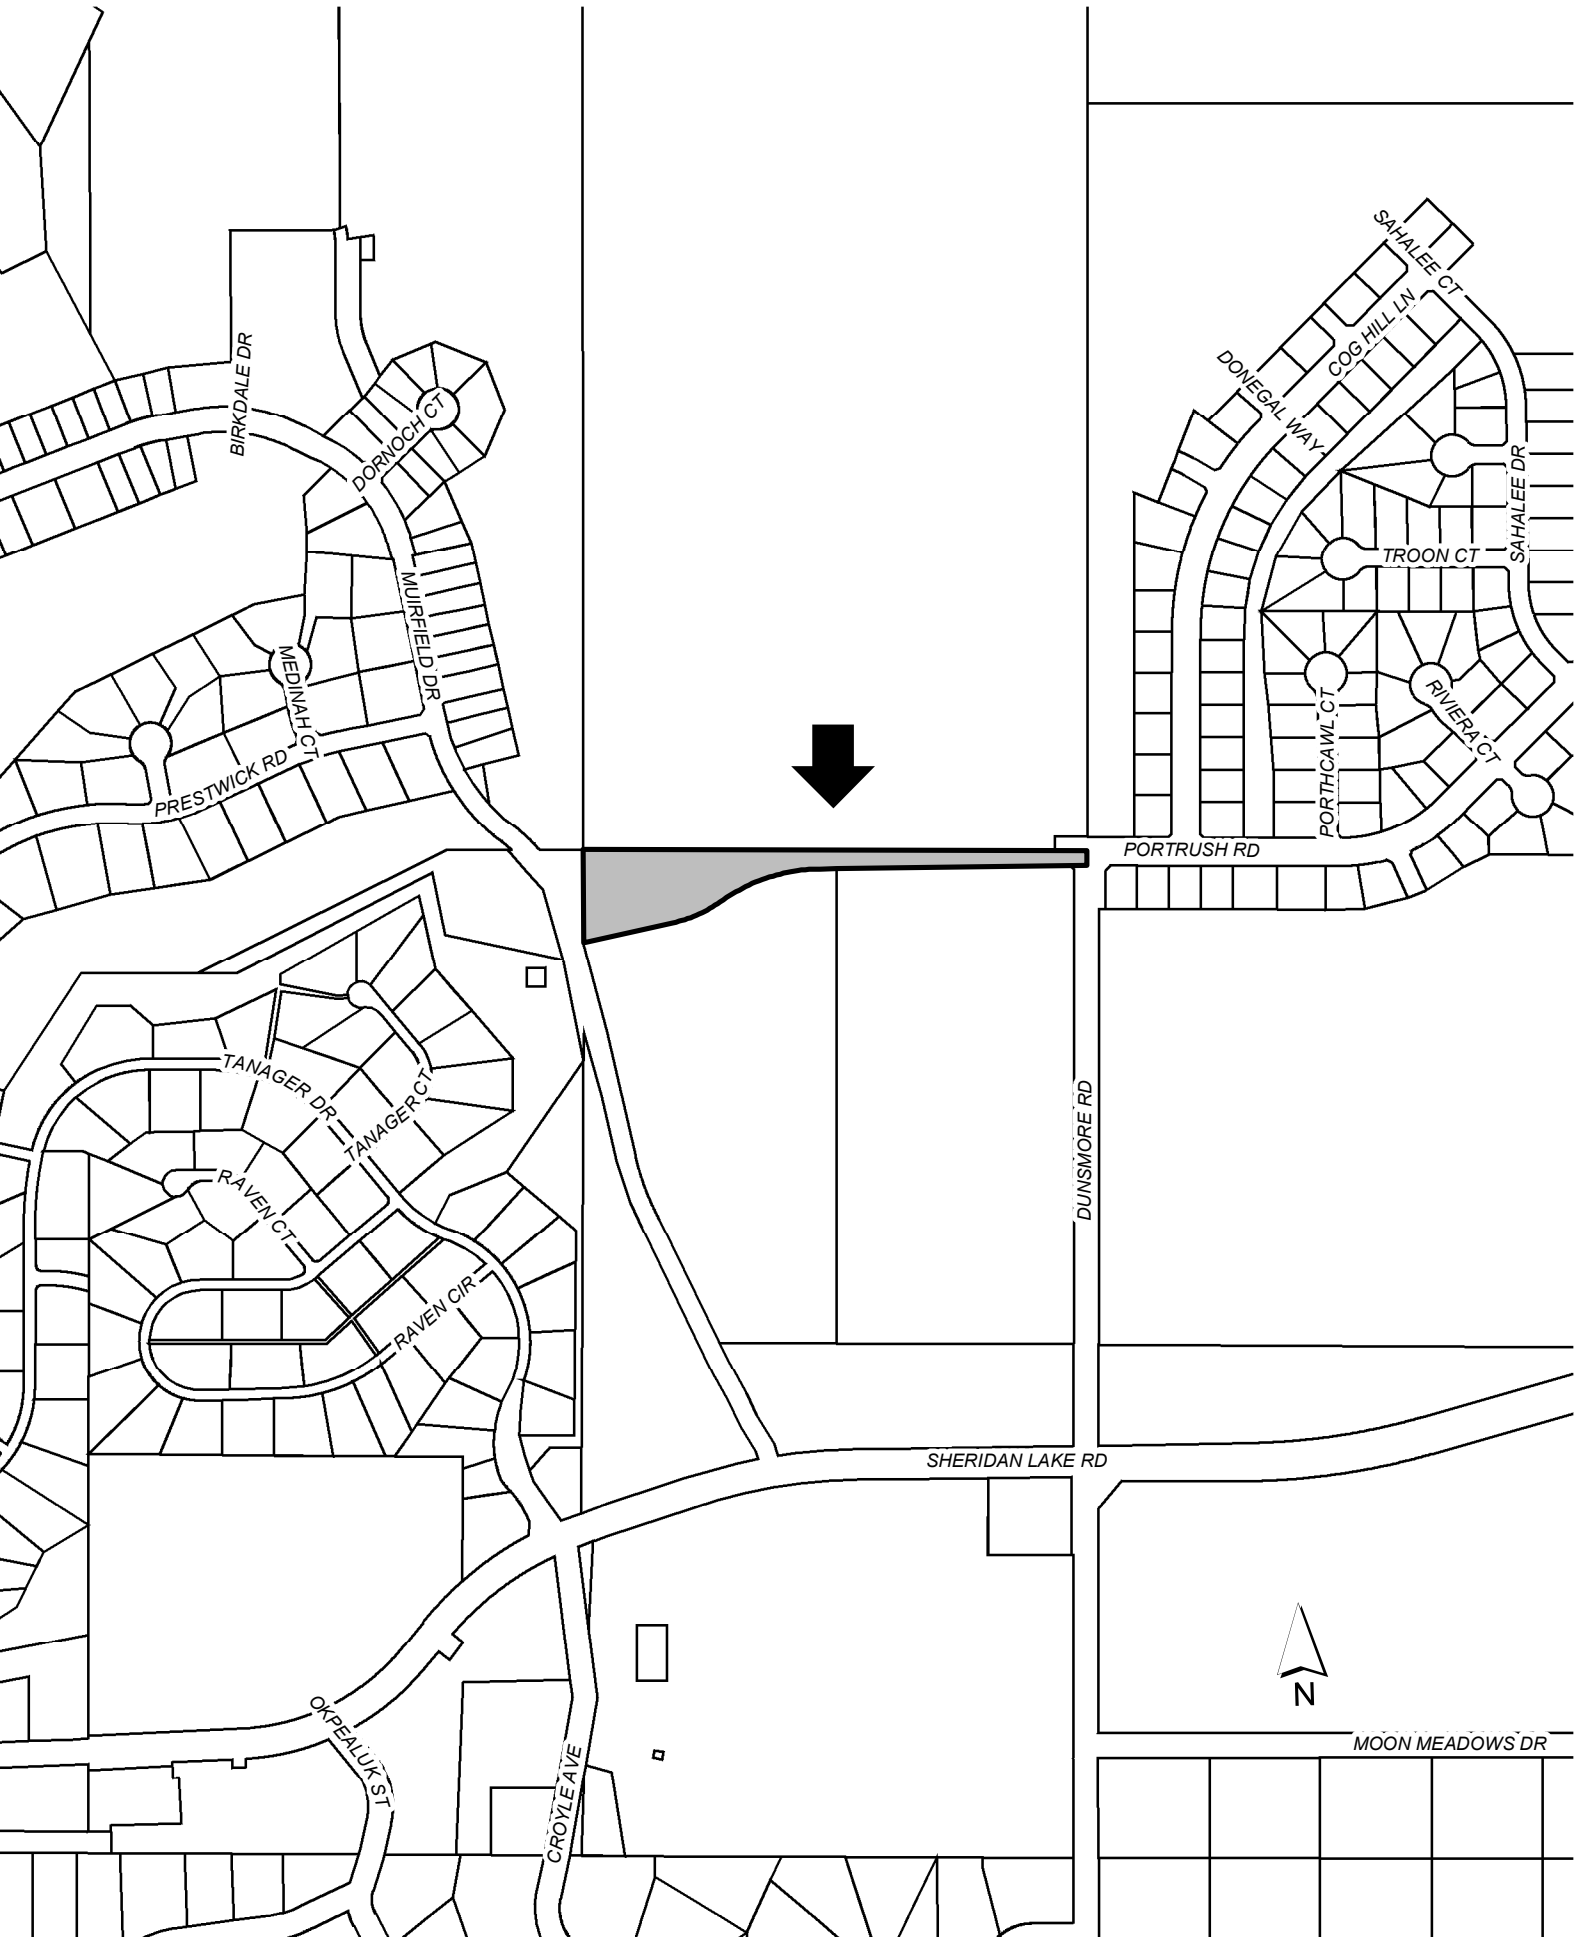 SAHALEE CT
COG HILL LN
DONEGAL WAY
BIRKDALE DR
DORNOCH CT
SAHALEE DR
TROON CT
MUIRFIELD DR
MEDINAH CT
PRESTWICK RD
RIVIERA CT
PORTHCAWL CT
PORTRUSH RD
TANAGER DR
TANAGER CT
RAVEN CT
DUNSMORE RD
RAVEN CIR
SHERIDAN LAKE RD
N
OKPEALUK ST
CROYLE AVE
MOON MEADOWS DR